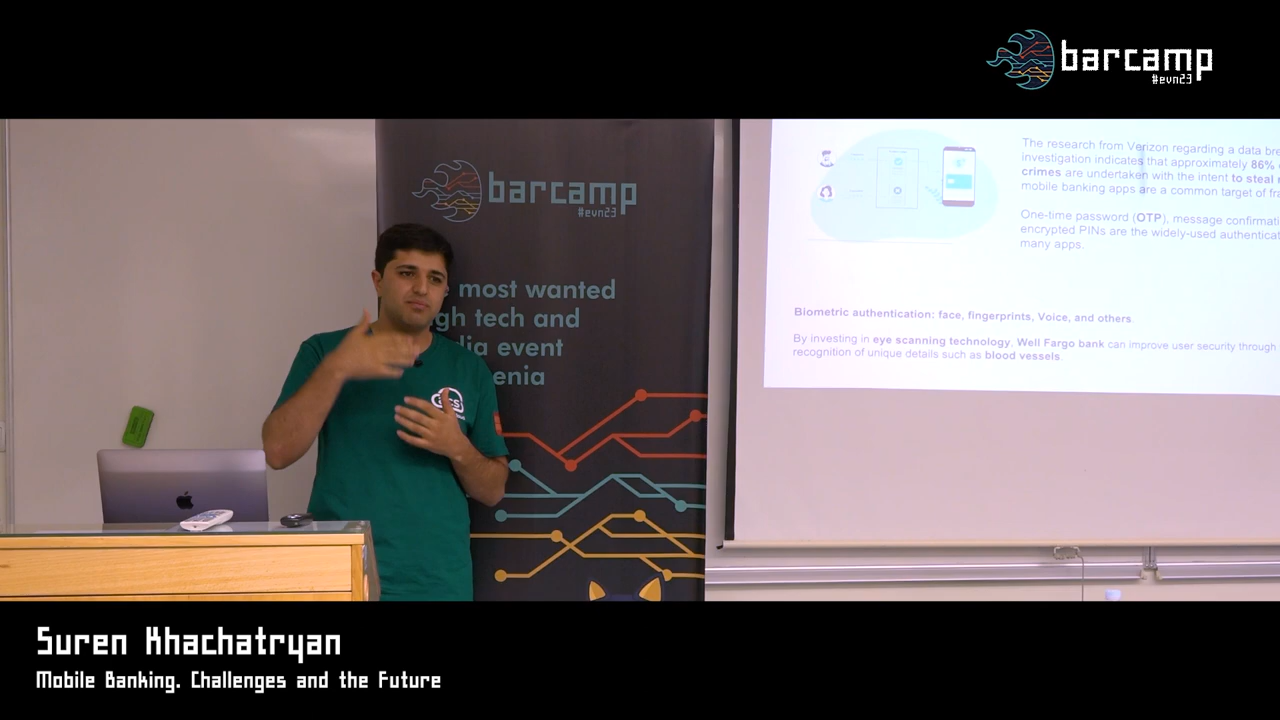 barcamp
#evn23
barcamp
#evn23
most wanted
gh tech and
dia event
enia
The research from Verizon regarding a data bre
investigation indicates that approximately 86%
crimes are undertaken with the intent to steal
mobile banking apps are a common target of fra
One-time password (OTP), message confirmati
encrypted PINs are the widely-used authenticat
many apps.
Biometric authentication: face, fingerprints, Voice, and others.
By investing in eye scanning technology, Well Fargo bank can improve user security through
recognition of unique details such as blood vessels.
Suren Khachatryan
Mobile Banking. Challenges and the Future